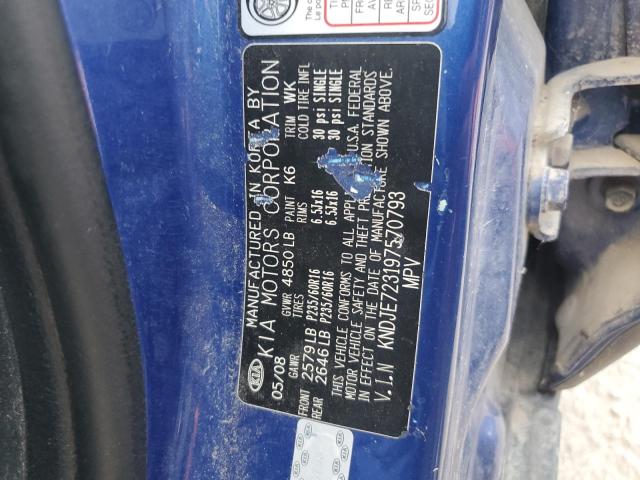 MANUFACTURED IN KOREA BY
KIA MOTORS CORPORATION
KIA
05/08 GVWR 4850LB PAINT K6 TRIM WK
GAWR TIRES RIMS COLD TIRE INFL
FRONT 2579LB P235/60R16 6.5Jx16 30 psi SINGLE
REAR 2646LB P235/60R16 6.5Jx16 30 psi SINGLE
THIS VEHICLE CONFORMS TO ALL U.S.A. FEDERAL
MOTOR VEHICLE SAFETY AND THEFT STANDARDS
IN EFFECT ON THE DATE OF MANUFACTURE SHOWN ABOVE.
V.I.N KNDJE723197570793
MPV